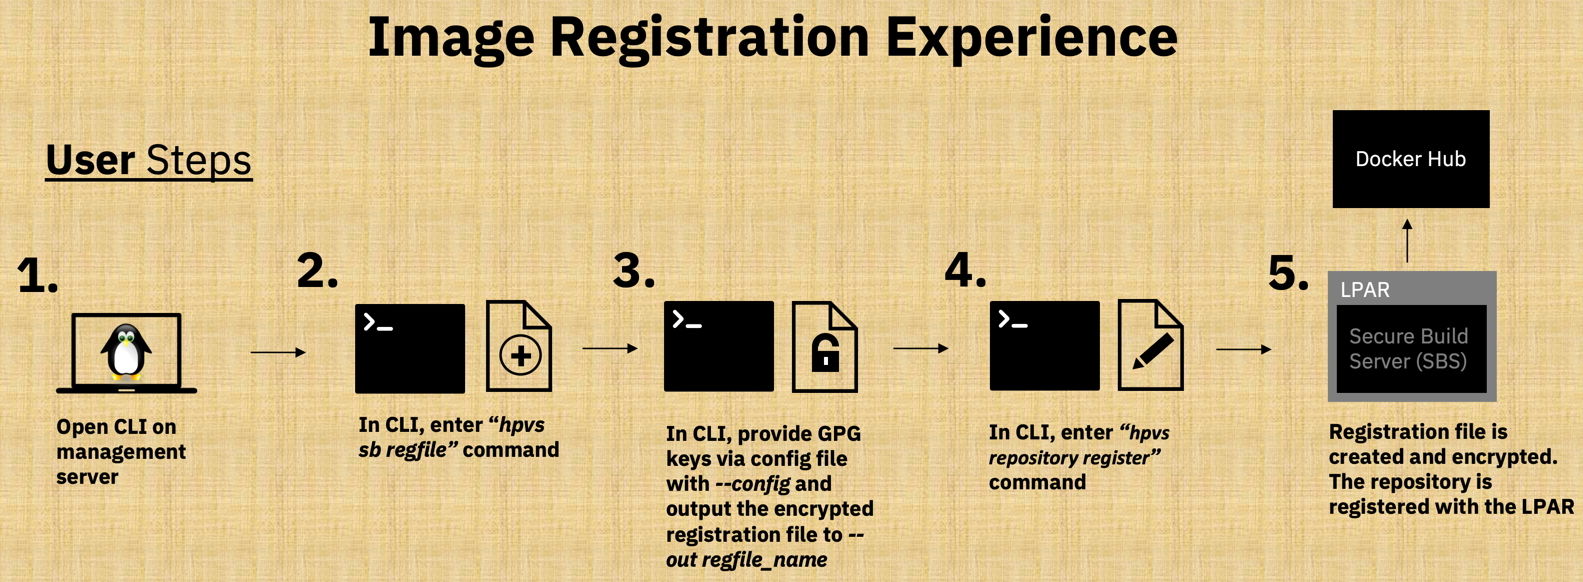 Image Registration Experience
User Steps
Docker Hub
1.
2.
3.
4.
5.
LPAR
Secure Build
Server (SBS)
Open CLI on
management
server
In CLI, enter “hpvs
sb regfile” command
In CLI, provide GPG
keys via config file
with --config and
output the encrypted
registration file to --
out regfile_name
In CLI, enter “hpvs
repository register”
command
Registration file is
created and encrypted.
The repository is
registered with the LPAR